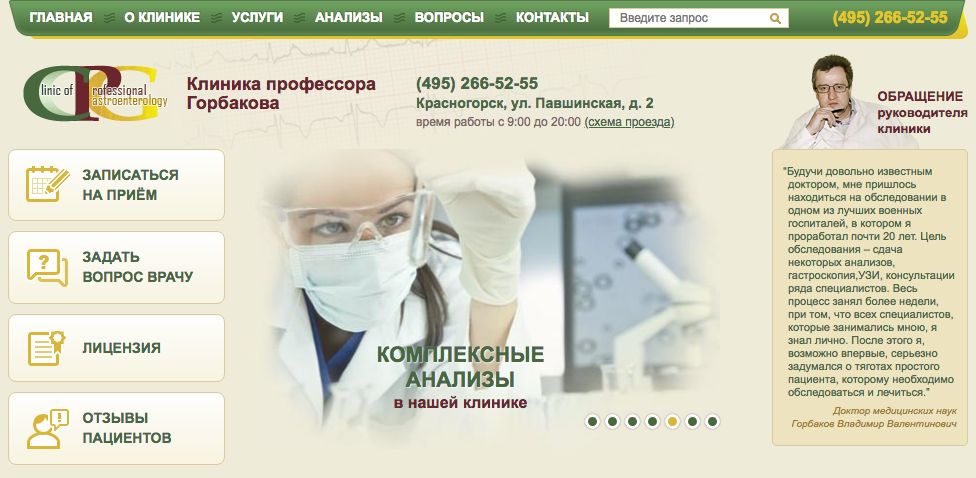 ГЛАВНАЯ
О КЛИНИКЕ
УСЛУГИ
АНАЛИЗЫ
ВОПРОСЫ
КОНТАКТЫ
Введите запрос
(495) 266-52-55
Clinic of Professional
Gastroenterology
Клиника профессора
Горбакова
(495) 266-52-55
Красногорск, ул. Павшинская, д. 2
время работы с 9:00 до 20:00 (схема проезда)
ОБРАЩЕНИЕ
руководителя
клиники
ЗАПИСАТЬСЯ
НА ПРИЁМ
ЗАДАТЬ
ВОПРОС ВРАЧУ
ЛИЦЕНЗИЯ
ОТЗЫВЫ
ПАЦИЕНТОВ
КОМПЛЕКСНЫЕ
АНАЛИЗЫ
в нашей клинике
"Будучи довольно известным
доктором, мне пришлось
находиться на обследовании в
одном из лучших военных
госпиталей, в котором я
проработал почти 20 лет. Цель
обследования – сдача
некоторых анализов,
гастроскопия,УЗИ, консультации
ряда специалистов. Весь
процесс занял более недели,
при том, что всех специалистов,
которые занимались мною, я
знал лично. После этого я,
возможно впервые, серьезно
задумался о тяготах простого
пациента, которому необходимо
обследоваться и лечиться."
Доктор медицинских наук
Горбаков Владимир Валентинович